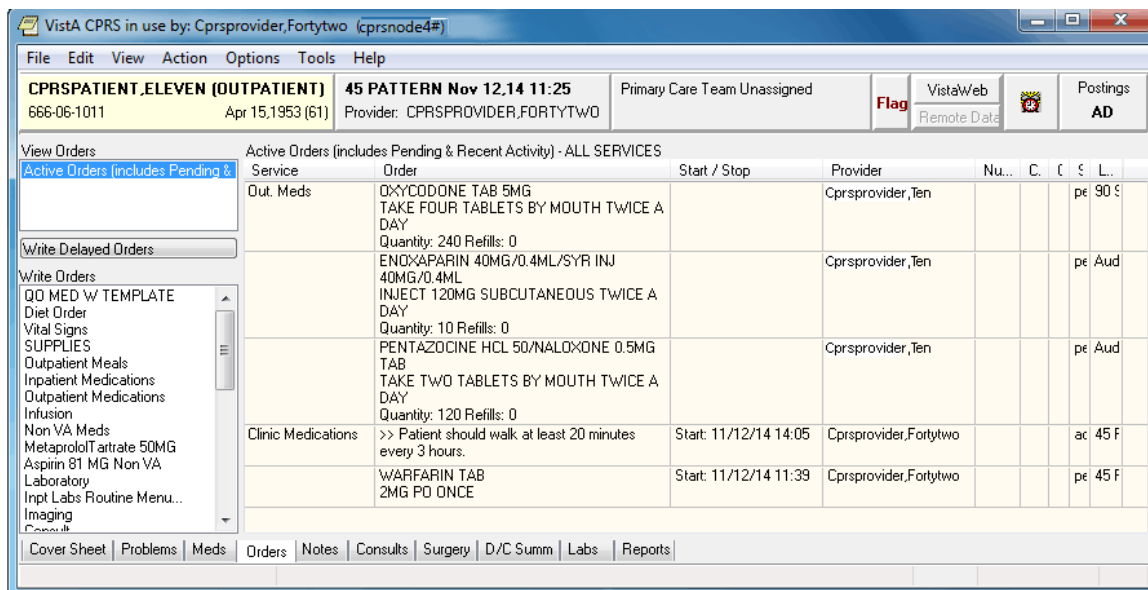 VistA CPRS in use by: Cprsprovider,Fortytwo (cprsnode4#)
File Edit View Action Options Tools Help
CPRSPATIENT,ELEVEN (OUTPATIENT) 45 PATTERN Nov 12,14 11:25 Primary Care Team Unassigned Flag VistaWeb Postings
666-06-1011 Apr 15,1953 (61) Provider: CPRSPROVIDER,FORTYTWO Remote Data AD
View Orders
Active Orders (includes Pending &
Write Delayed Orders
Write Orders
QO MED W TEMPLATE
Diet Order
Vital Signs
SUPPLIES
Outpatient Meals
Inpatient Medications
Outpatient Medications
Infusion
Non VA Meds
MetaprololTartrate 50MG
Aspirin 81 MG Non VA
Laboratory
Inpt Labs Routine Menu...
Imaging
Consult
Active Orders (includes Pending & Recent Activity) - ALL SERVICES
Service Order Start / Stop Provider Nu... C. ( S L...
Out. Meds OXYCODONE TAB 5MG Cprsprovider,Ten pe 90 S
TAKE FOUR TABLETS BY MOUTH TWICE A
DAY
Quantity: 240 Refills: 0
ENOXAPARIN 40MG/0.4ML/SYR INJ Cprsprovider,Ten pe Aud
40MG/0.4ML
INJECT 120MG SUBCUTANEOUS TWICE A
DAY
Quantity: 10 Refills: 0
PENTAZOCINE HCL 50/NALOXONE 0.5MG Cprsprovider,Ten pe Aud
TAB
TAKE TWO TABLETS BY MOUTH TWICE A
DAY
Quantity: 120 Refills: 0
Clinic Medications >> Patient should walk at least 20 minutes Start: 11/12/14 14:05 Cprsprovider,Fortytwo ac 45 F
every 3 hours.
WARFARIN TAB Start: 11/12/14 11:39 Cprsprovider,Fortytwo pe 45 F
2MG PO ONCE
Cover Sheet Problems Meds Orders Notes Consults Surgery D/C Summ Labs Reports